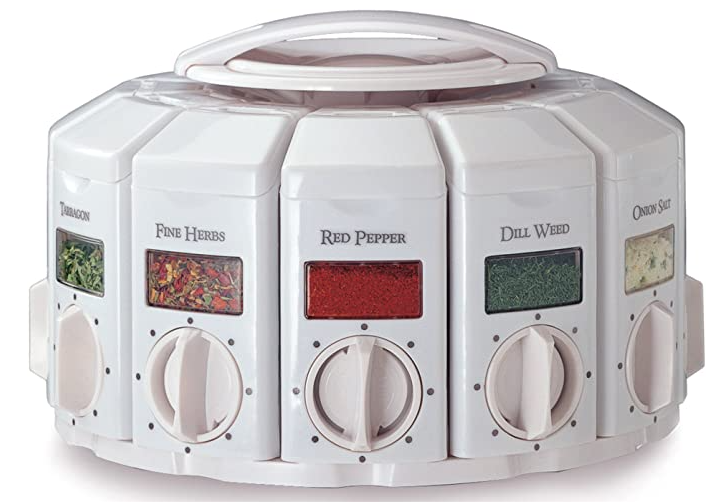 Tarragon
Fine Herbs
Red Pepper
Dill Weed
Onion Salt